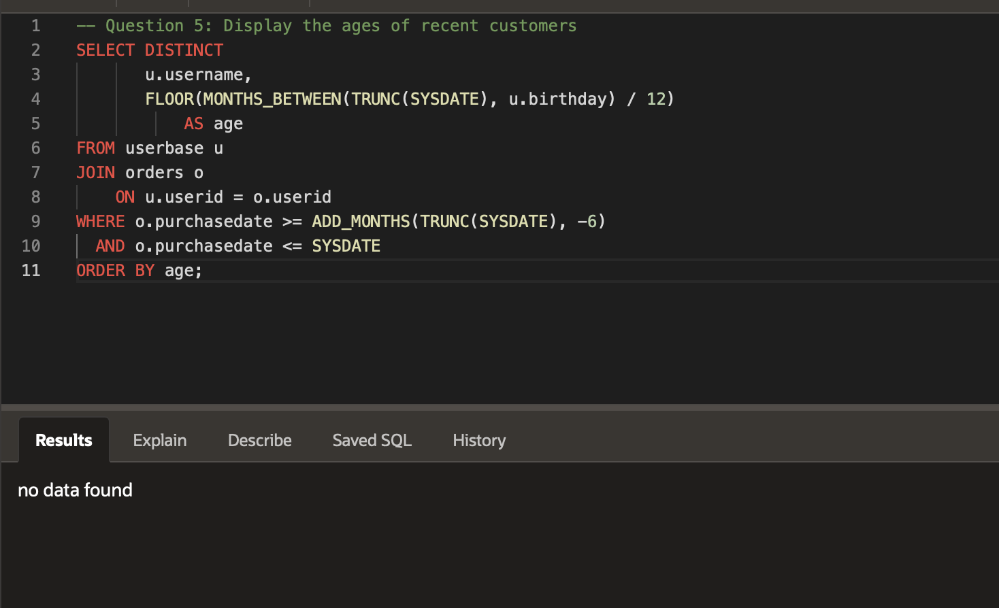 1 -- Question 5: Display the ages of recent customers
2 SELECT DISTINCT
3 u.username,
4 FLOOR(MONTHS_BETWEEN(TRUNC(SYSDATE), u.birthday) / 12)
5 AS age
6 FROM userbase u
7 JOIN orders o
8 ON u.userid = o.userid
9 WHERE o.purchasedate >= ADD_MONTHS(TRUNC(SYSDATE), -6)
10 AND o.purchasedate <= SYSDATE
11 ORDER BY age;
Results Explain Describe Saved SQL History
no data found